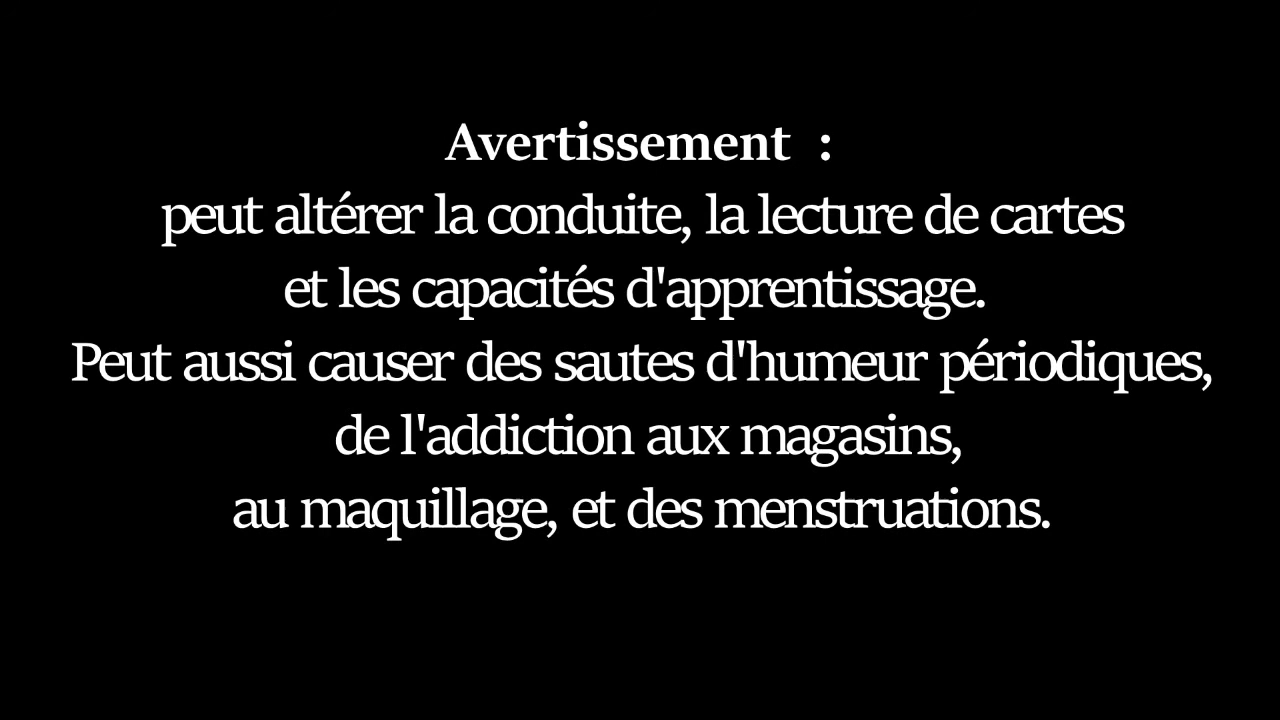 Avertissement :
peut altérer la conduite, la lecture de cartes
et les capacités d'apprentissage.
Peut aussi causer des sautes d'humeur périodiques,
de l'addiction aux magasins,
au maquillage, et des menstruations.